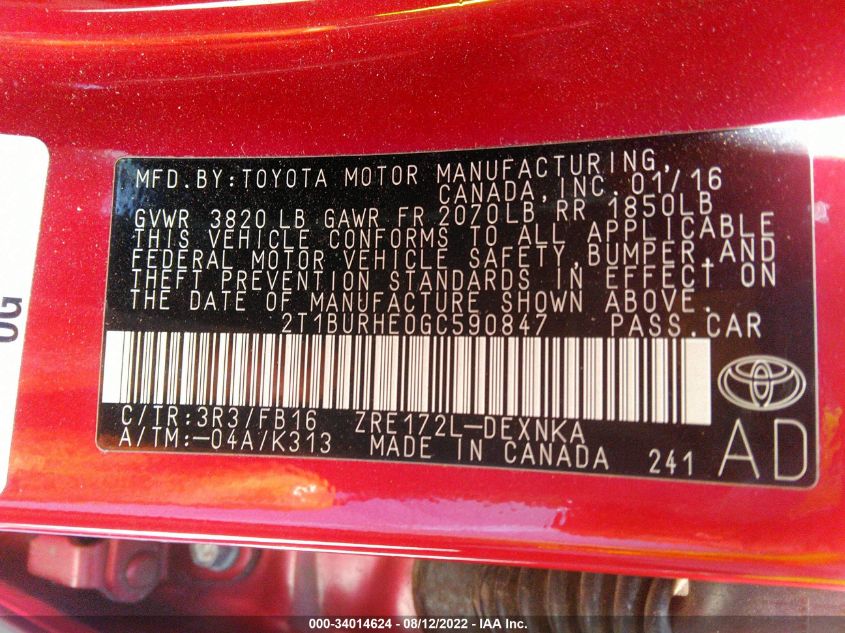 MFD.BY:TOYOTA MOTOR MANUFACTURING,
CANADA,INC.01/16
GVWR 3820 LB GAWR FR 2070LB RR 1850LB
THIS VEHICLE CONFORMS TO ALL APPLICABLE
FEDERAL MOTOR VEHICLE SAFETY,BUMPER,AND
THEFT PREVENTION STANDARDS IN EFFECT ON
THE DATE OF MANUFACTURE SHOWN ABOVE.
2T1BURHE0GC590847 PASS.CAR
C/TR:3R3/FB16 ZRE172L-DEXNKA
A/TM:-04A/K313 MADE IN CANADA 241 AD
000-34014624 - 08/12/2022 - IAA Inc.